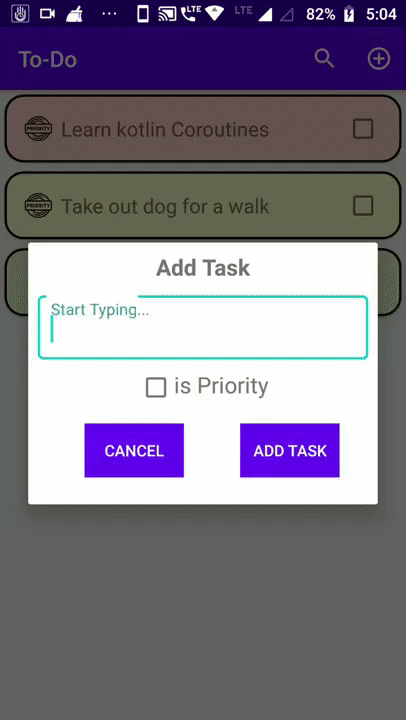 LTE LTE 82% 5:04
To-Do
PRIORITY Learn kotlin Coroutines
PRIORITY Take out dog for a walk
Add Task
Start Typing...
is Priority
CANCEL ADD TASK